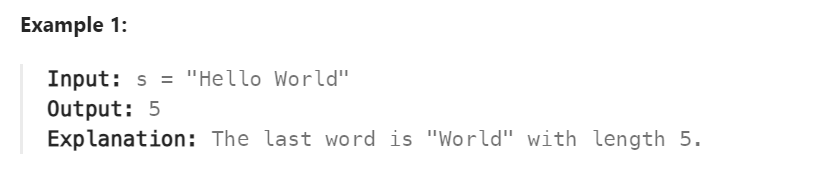 Example 1:
Input: s = "Hello World"
Output: 5
Explanation: The last word is "World" with length 5.